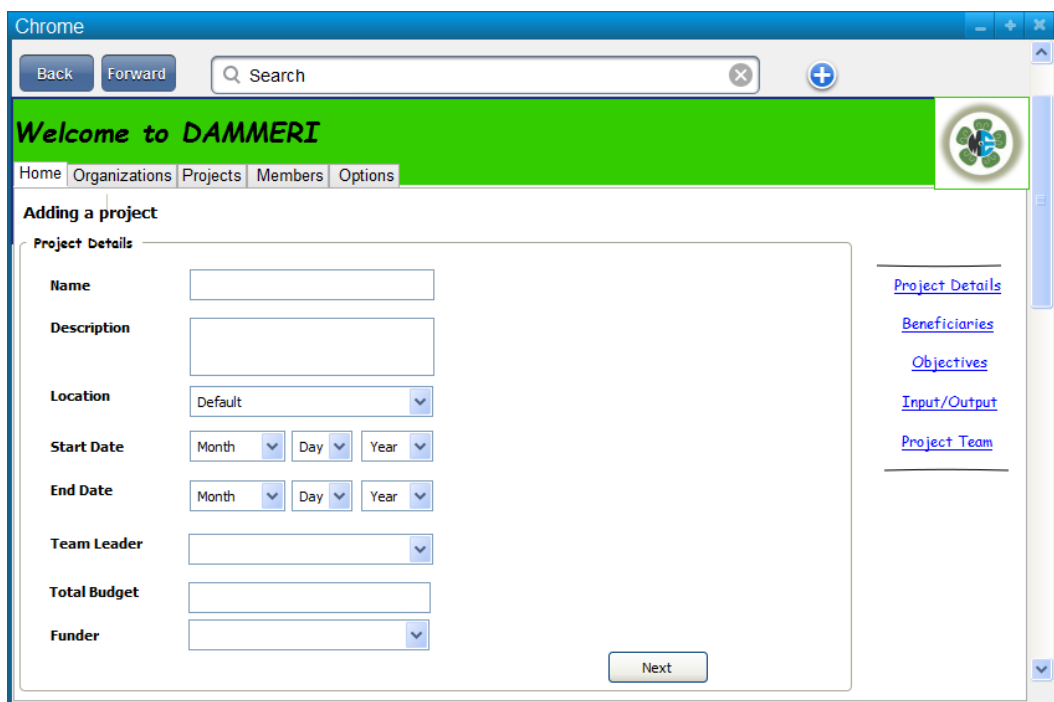 Chrome
Back Forward Search
Welcome to DAMMERI
Home Organizations Projects Members Options
Adding a project
Project Details
Name
Description
Location Default
Start Date Month Day Year
End Date Month Day Year
Team Leader
Total Budget
Funder
Next
Project Details
Beneficiaries
Objectives
Input/Output
Project Team